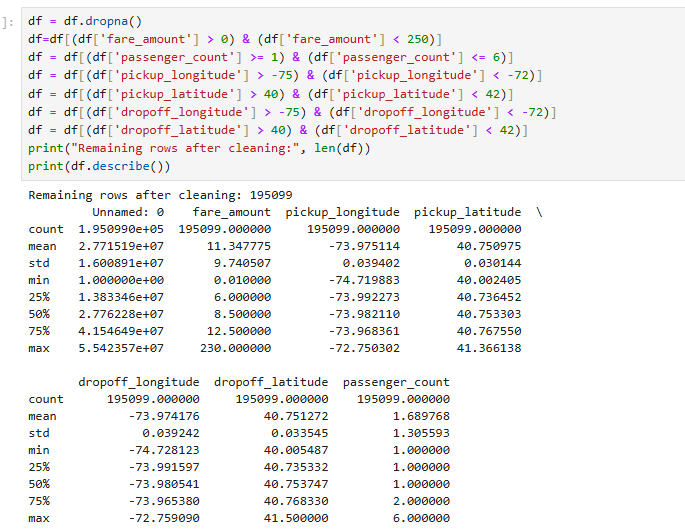 ]: df = df.dropna()
df=df[(df['fare_amount'] > 0) & (df['fare_amount'] < 250)]
df = df[(df['passenger_count'] >= 1) & (df['passenger_count'] <= 6)]
df = df[(df['pickup_longitude'] > -75) & (df['pickup_longitude'] < -72)]
df = df[(df['pickup_latitude'] > 40) & (df['pickup_latitude'] < 42)]
df = df[(df['dropoff_longitude'] > -75) & (df['dropoff_longitude'] < -72)]
df = df[(df['dropoff_latitude'] > 40) & (df['dropoff_latitude'] < 42)]
print("Remaining rows after cleaning:", len(df))
print(df.describe())
Remaining rows after cleaning: 195099
Unnamed: 0 fare_amount pickup_longitude pickup_latitude \
count 1.950990e+05 195099.000000 195099.000000 195099.000000
mean 2.771519e+07 11.347775 -73.975114 40.750975
std 1.600891e+07 9.740507 0.039402 0.030144
min 1.000000e+00 0.010000 -74.719883 40.002405
25% 1.383346e+07 6.000000 -73.992273 40.736452
50% 2.776228e+07 8.500000 -73.982110 40.753303
75% 4.154649e+07 12.500000 -73.968361 40.767550
max 5.542357e+07 230.000000 -72.750302 41.366138
dropoff_longitude dropoff_latitude passenger_count
count 195099.000000 195099.000000 195099.000000
mean -73.974176 40.751272 1.689768
std 0.039242 0.033545 1.305593
min -74.728123 40.005487 1.000000
25% -73.991597 40.735332 1.000000
50% -73.980541 40.753747 1.000000
75% -73.965380 40.768330 2.000000
max -72.759090 41.500000 6.000000